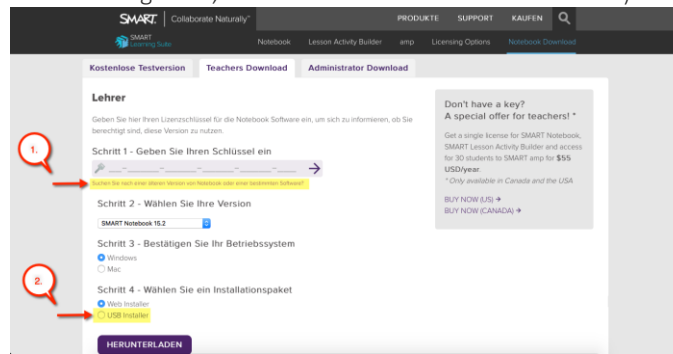 SMART. Collaborate Naturally™ PRODUKTE SUPPORT KAUFEN
SMART
Learning Suite
Notebook Lesson Activity Builder amp Licensing Options Notebook Download
Kostenlose Testversion Teachers Download Administrator Download
Lehrer
Geben Sie hier Ihren Lizenzschlüssel für die Notebook Software ein, um sich zu informieren, ob Sie
berechtigt sind, diese Version zu nutzen.
Schritt 1 - Geben Sie Ihren Schlüssel ein
Suchen Sie nach einer älteren Version von Notebook oder einer bestimmten Software?
Schritt 2 - Wählen Sie Ihre Version
SMART Notebook 15.2
Schritt 3 - Bestätigen Sie Ihr Betriebssystem
Windows
Mac
Schritt 4 - Wählen Sie ein Installationspaket
Web Installer
USB Installer
HERUNTERLADEN
1.
2.
Don't have a key?
A special offer for teachers! *
Get a single license for SMART Notebook,
SMART Lesson Activity Builder and access
for 30 students to SMART amp for $55
USD/year.
* Only available in Canada and the USA
BUY NOW (US) →
BUY NOW (CANADA) →